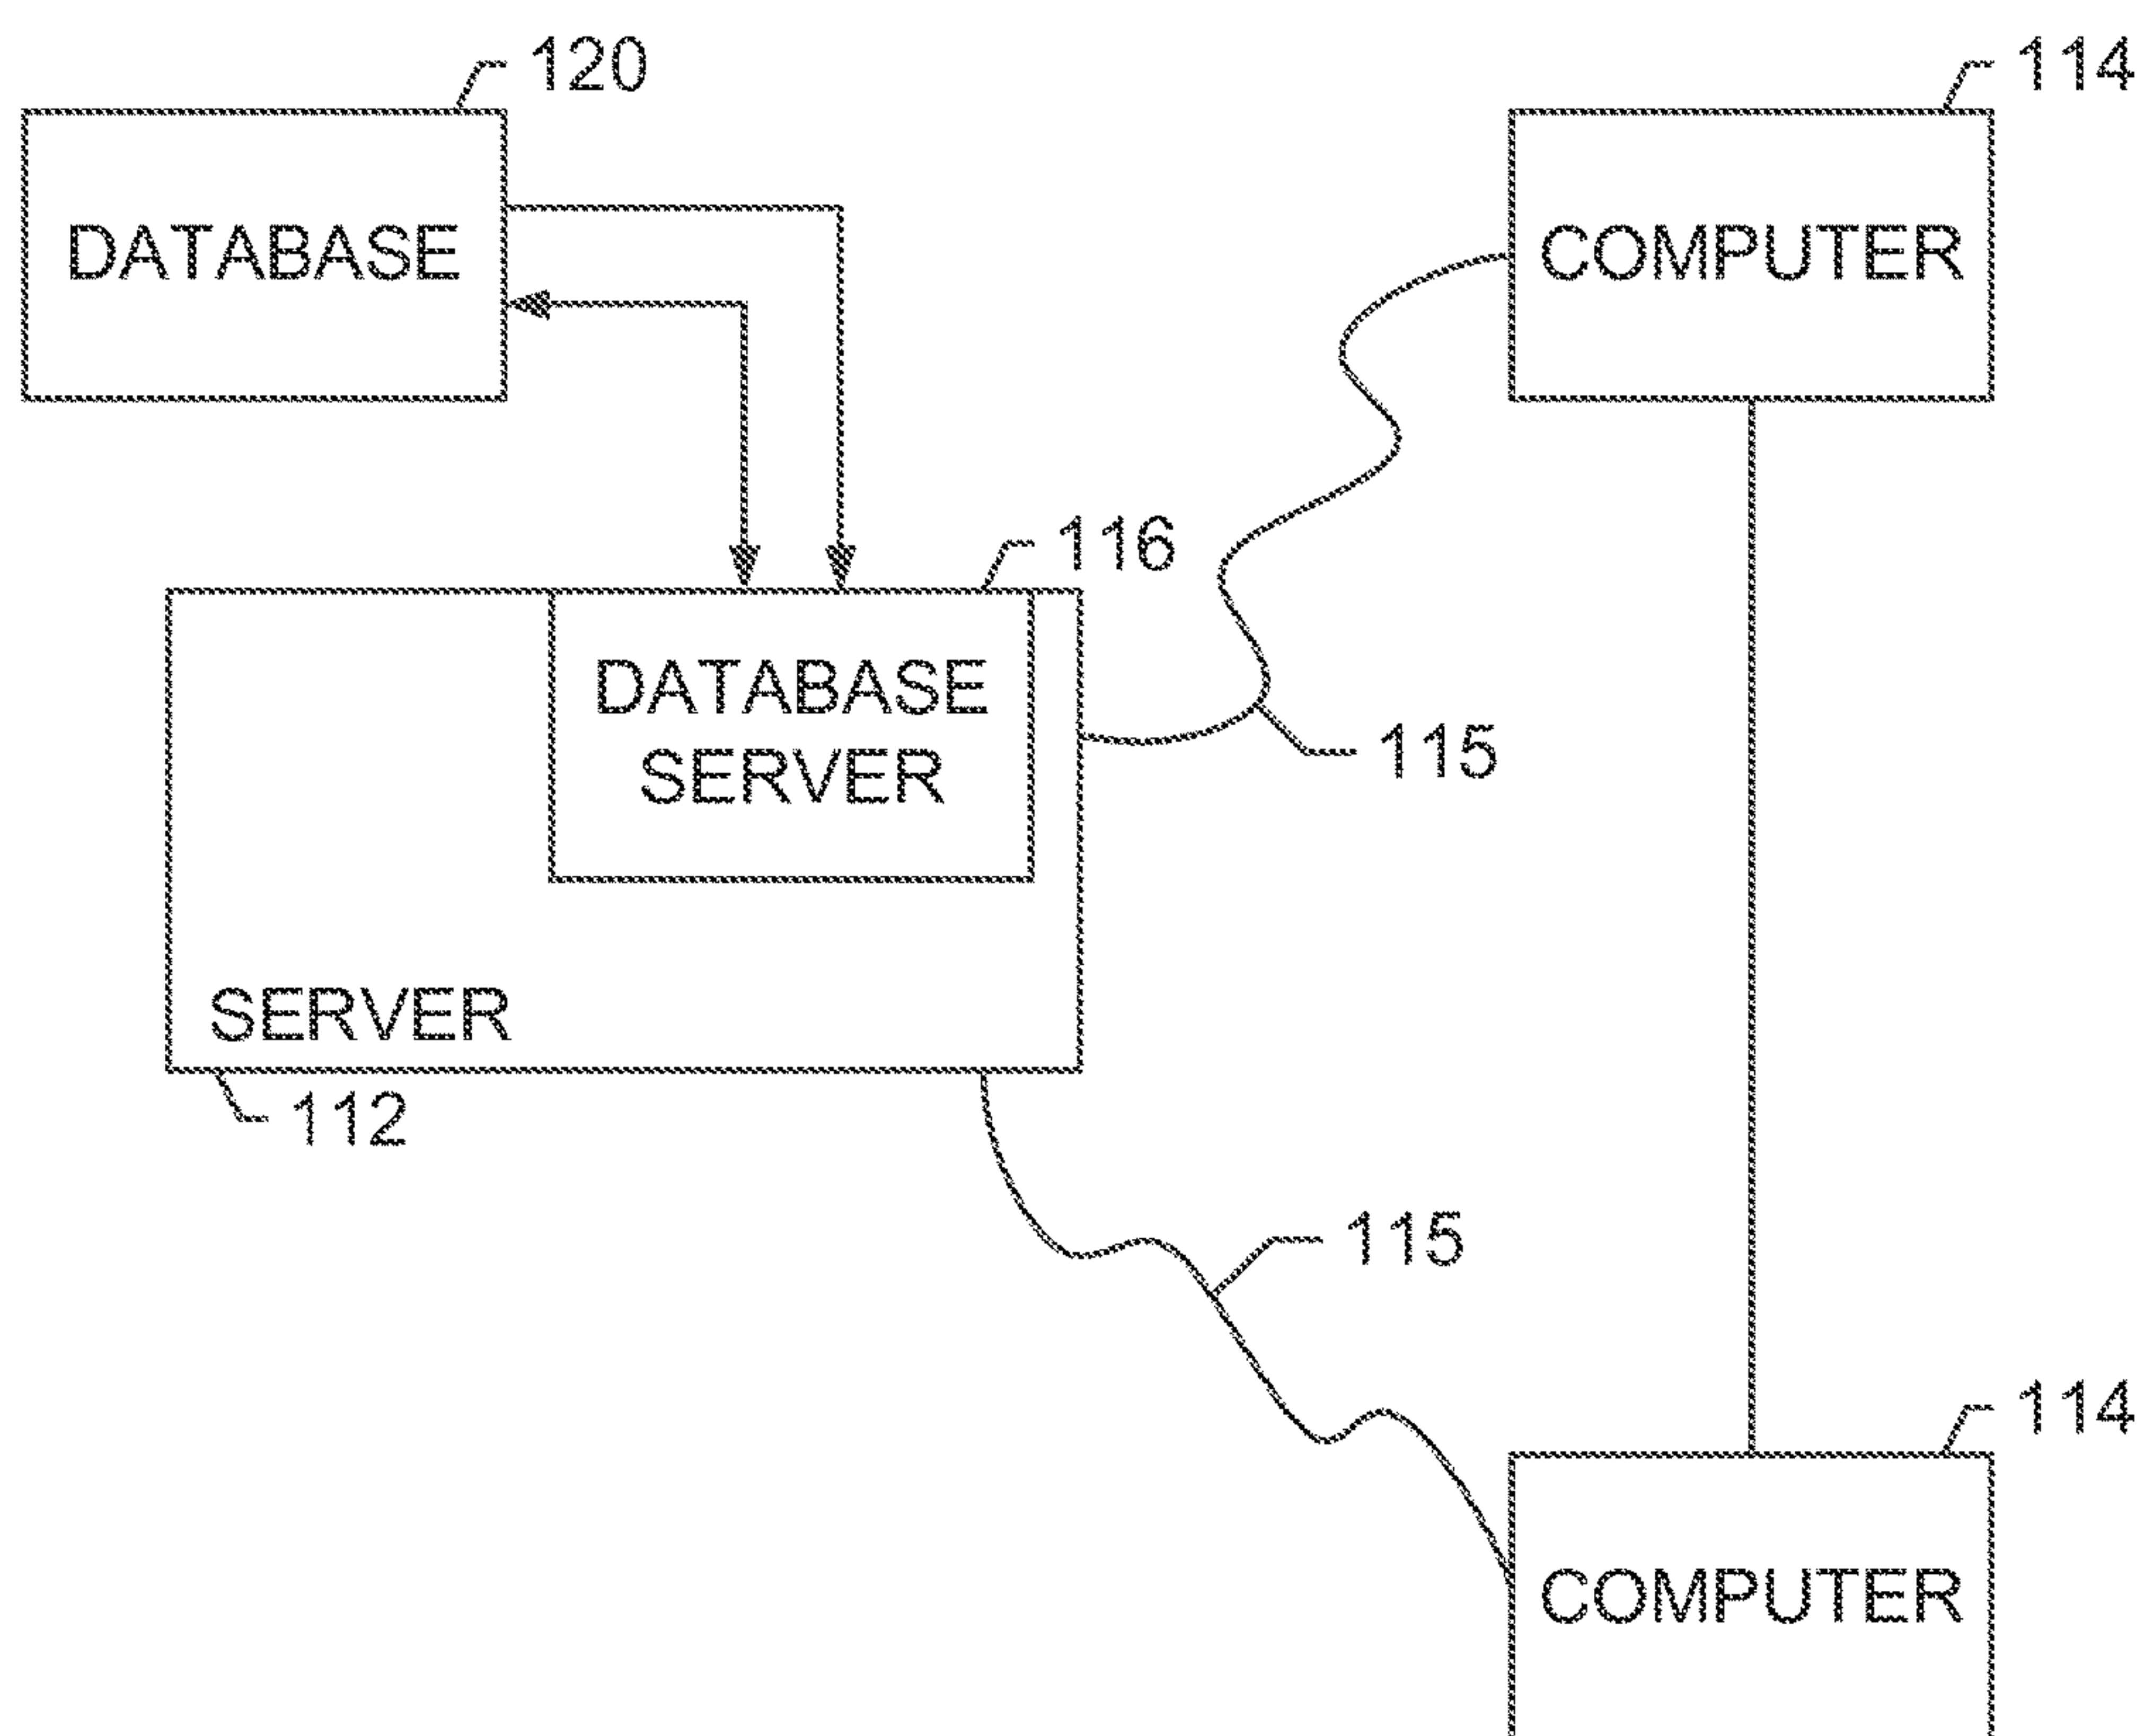 120
114
DATABASE
COMPUTER
116
DATABASE
SERVER
115
SERVER
112
115
114
COMPUTER